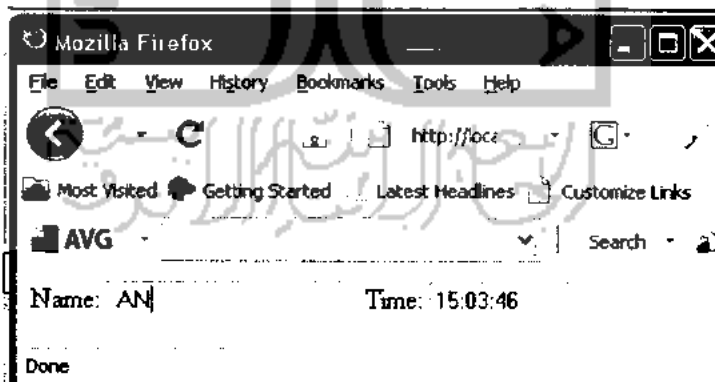 Mozilla Firefox
File Edit View History Bookmarks Tools Help
http://loca
G
Most Visited Getting Started Latest Headlines Customize Links
AVG Search
Name: AN Time: 15:03:46
Done